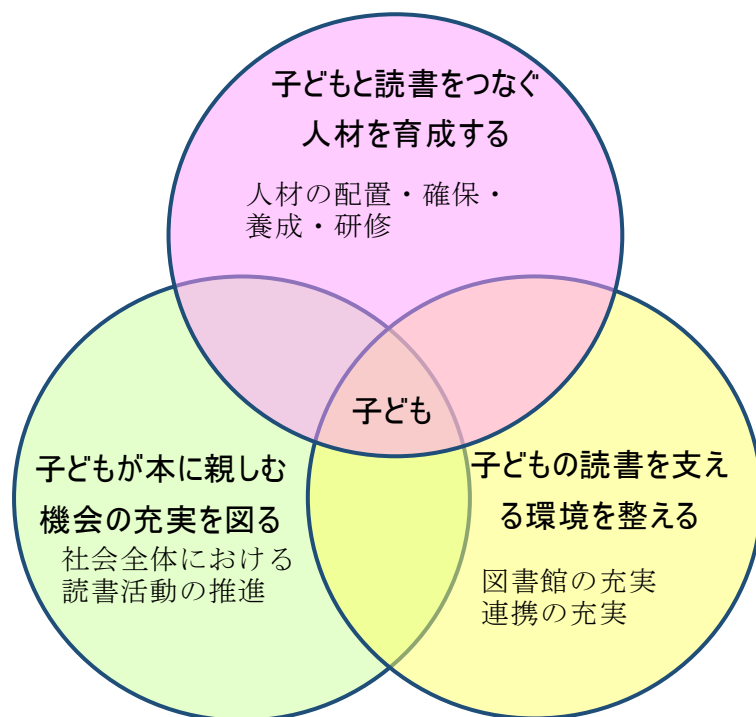 子どもと読書をつなぐ
人材を育成する
人材の配置・確保・
養成・研修
子ども
子どもが本に親しむ
機会の充実を図る
社会全体における
読書活動の推進
子どもの読書を支え
る環境を整える
図書館の充実
連携の充実